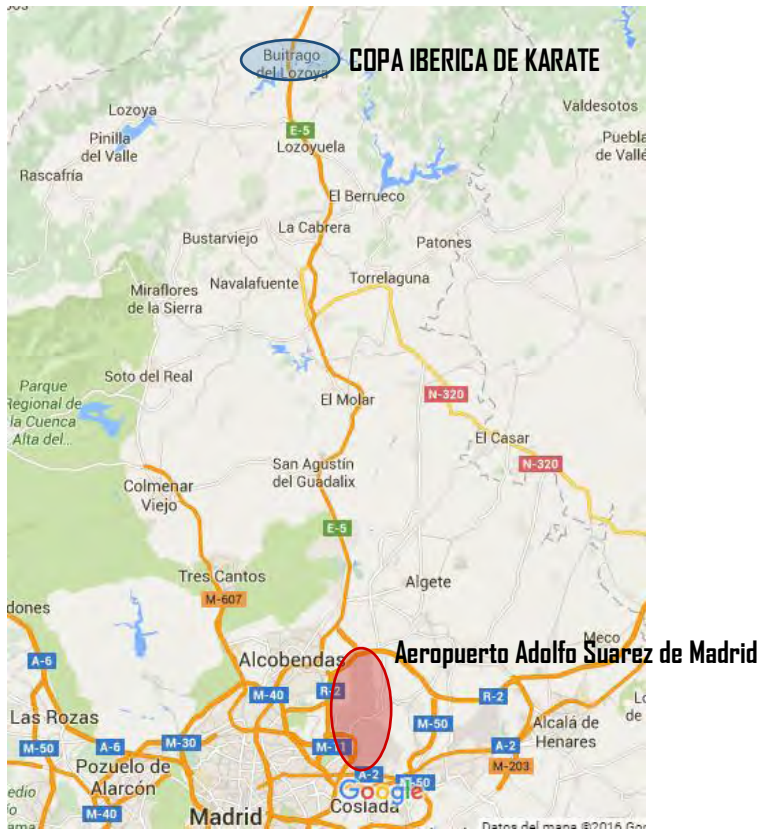 Buitrago
del Lozoya
COPA IBERICA DE KARATE
Lozoya
Valdesotos
E-5
Pinilla
del Valle
Lozoyuela
Puebla
de Vallé
Rascafría
El Berrueco
La Cabrera
Bustarviejo
Patones
Miraflores
de la Sierra
Navalafuente
Torrelaguna
Soto del Real
Parque
Regional de
la Cuenca
Alta del...
El Molar
N-320
El Casar
N-320
San Agustín
del Guadalix
Colmenar
Viejo
E-5
Tres Cantos
Algete
M-607
dones
Meco
Aeropuerto Adolfo Suarez de Madrid
Alcobendas
A-6
M-40
R-2
R-2
Las Rozas
M-50
Alcalá de
Henares
de
M-50
A-6
M-30
A-2
Pozuelo de
Alarcón
A-2
M-203
Google
Coslada
M-40
Madrid
Datos del mapa ©2016 Goo